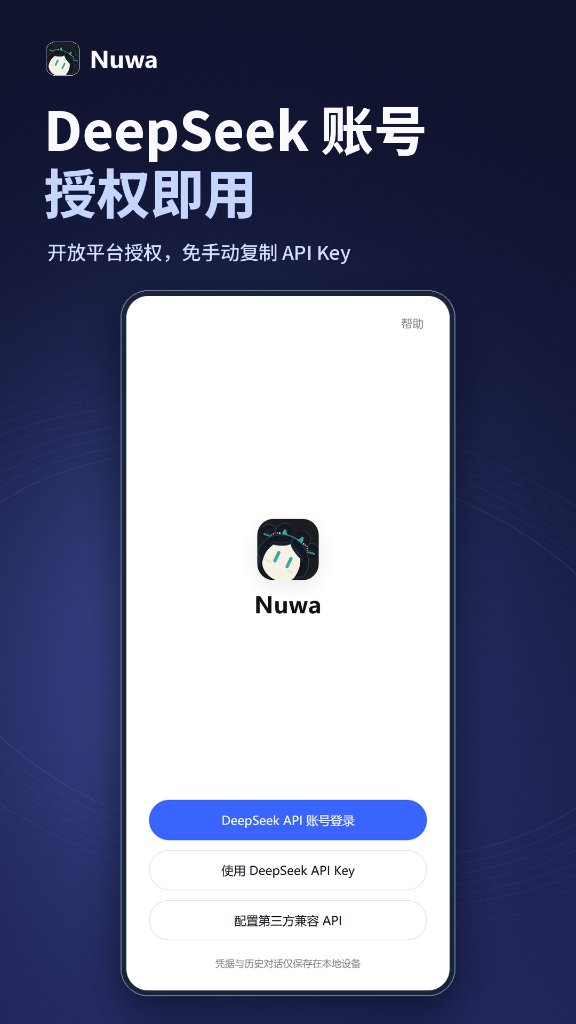 Nuwa
DeepSeek 账号
授权即用
开放平台授权，免手动复制 API Key
帮助
Nuwa
DeepSeek API 账号登录
使用 DeepSeek API Key
配置第三方兼容 API
凭据与历史对话仅保存在本地设备